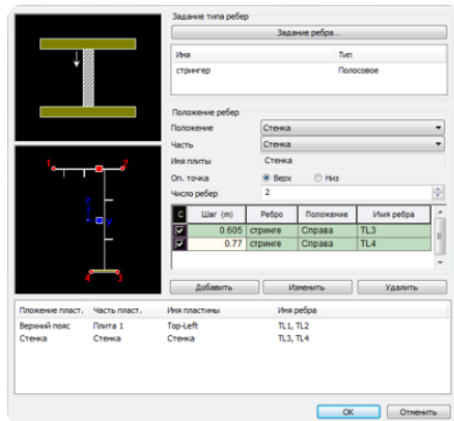 Задание типа ребер
Задание ребра...
Имя Тип
стрингер Полосовое
Положение ребер
Положение Стенка
Часть Стенка
Имя плиты Стенка
Оп. точка Верх Низ
Число ребер 2
С Шаг (m) Ребро Положение Имя ребра
0.605 стринге Справа TL3
0.77 стринге Справа TL4
Добавить Изменить Удалить
1 2
Z
4 3
Пложение пласт. Часть пласт. Имя пластины Имя ребра
Верхний пояс Плита 1 Top-Left TL1, TL2
Стенка Стенка Стенка TL3, TL4
OK Отменить